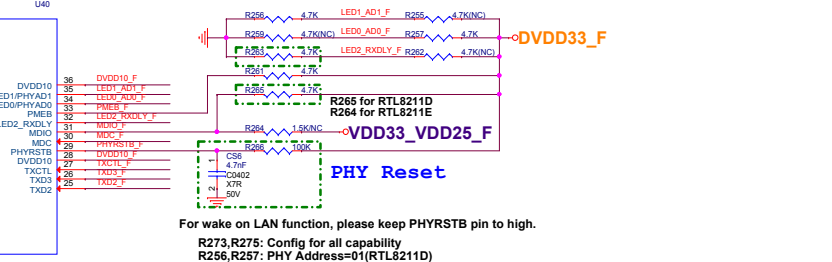 U40
R256 4.7K LED1_AD1_F R255 4.7K(NC)
R259 4.7K(NC) LED0_AD0_F R257 4.7K
DVDD33_F
R263 4.7K LED2_RXDLY_F R262 4.7K(NC)
R261 4.7K
R265 4.7K
R265 for RTL8211D
R264 for RTL8211E
R264 1.5K/NC VDD33_VDD25_F
R266 100K
DVDD10 36 DVDD10_F
LED1/PHYAD1 35 LED1_AD1_F
LED0/PHYAD0 34 LED0_AD0_F
PMEB 33 PMEB_F
LED2_RXDLY 32 LED2_RXDLY_F
MDIO 31 MDIO_F
MDC 30 MDC_F
PHYRSTB 29 PHYRSTB_F
DVDD10 28 DVDD10_F
TXCTL 27 TXCTL_F
TXD3 26 TXD3_F
TXD2 25 TXD2_F
1
CS6
4.7nF
C0402
X7R
50V
2
PHY Reset
For wake on LAN function, please keep PHYRSTB pin to high.
R273,R275: Config for all capability
R256,R257: PHY Address=01(RTL8211D)